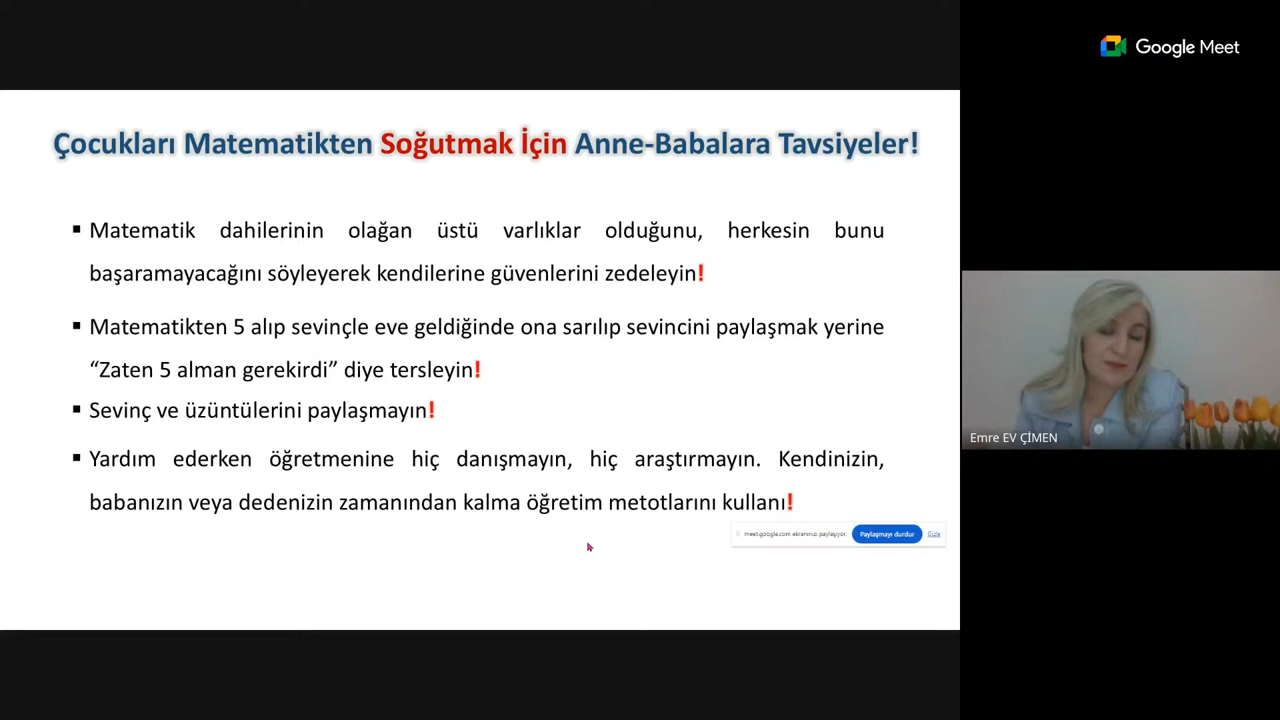 Google Meet
Çocukları Matematikten Soğutmak İçin Anne-Babalara Tavsiyeler!
▪ Matematik dahilerinin olağan üstü varlıklar olduğunu, herkesin bunu
başaramayacağını söyleyerek kendilerine güvenlerini zedeleyin!
▪ Matematikten 5 alıp sevinçle eve geldiğinde ona sarılıp sevincini paylaşmak yerine
“Zaten 5 alman gerekirdi” diye tersleyin!
▪ Sevinç ve üzüntülerini paylaşmayın!
▪ Yardım ederken öğretmenine hiç danışmayın, hiç araştırmayın. Kendinizin,
babanızın veya dedenizin zamanından kalma öğretim metotlarını kullanı!
meet.google.com ekranınızı paylaşıyor. Paylaşmayı durdur Gizle
Emre EV ÇİMEN